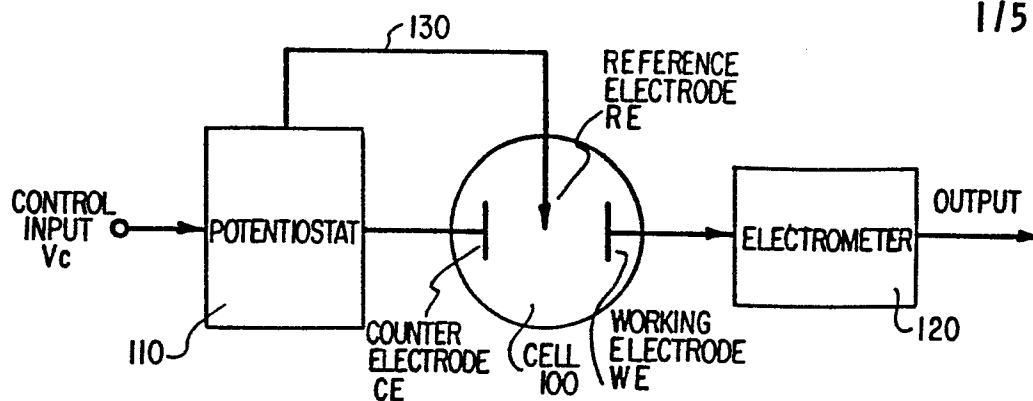 1/5
130
REFERENCE
ELECTRODE
RE
CONTROL
INPUT
Vc
POTENTIOSTAT
ELECTROMETER
OUTPUT
110
COUNTER
ELECTRODE
CE
CELL
100
WORKING
ELECTRODE
WE
120